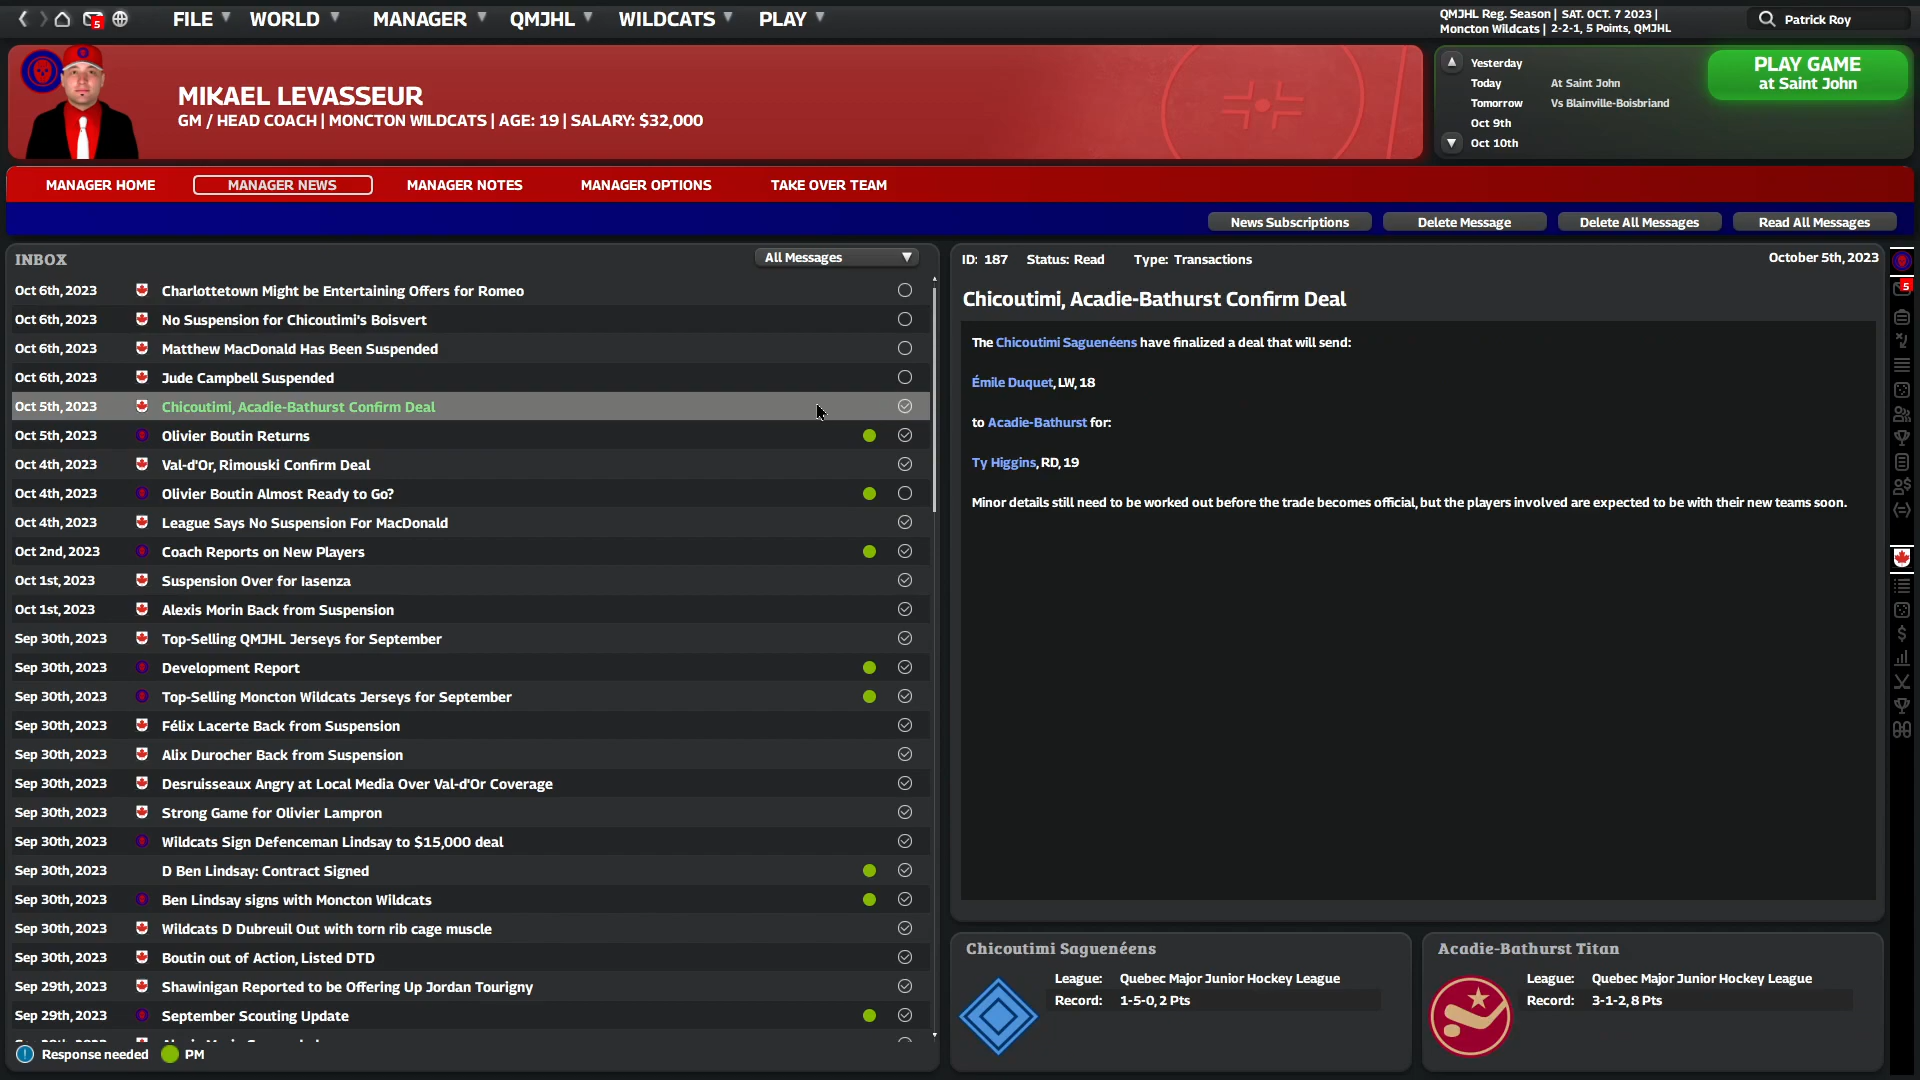 FILE
WORLD
MANAGER
QMJHL
WILDCATS
PLAY
QMJHL Reg. Season | SAT. OCT. 7 2023 |
Moncton Wildcats | 2-2-1, 5 Points, QMJHL
Patrick Roy
5
MIKAEL LEVASSEUR
GM / HEAD COACH | MONCTON WILDCATS | AGE: 19 | SALARY: $32,000
Yesterday
Today At Saint John
Tomorrow Vs Blainville-Boisbriand
Oct 9th
Oct 10th
PLAY GAME
at Saint John
MANAGER HOME
MANAGER NEWS
MANAGER NOTES
MANAGER OPTIONS
TAKE OVER TEAM
News Subscriptions
Delete Message
Delete All Messages
Read All Messages
INBOX
All Messages
Oct 6th, 2023 Charlottetown Might be Entertaining Offers for Romeo
Oct 6th, 2023 No Suspension for Chicoutimi's Boisvert
Oct 6th, 2023 Matthew MacDonald Has Been Suspended
Oct 6th, 2023 Jude Campbell Suspended
Oct 5th, 2023 Chicoutimi, Acadie-Bathurst Confirm Deal
Oct 5th, 2023 Olivier Boutin Returns
Oct 4th, 2023 Val-d'Or, Rimouski Confirm Deal
Oct 4th, 2023 Olivier Boutin Almost Ready to Go?
Oct 4th, 2023 League Says No Suspension For MacDonald
Oct 2nd, 2023 Coach Reports on New Players
Oct 1st, 2023 Suspension Over for Iasenza
Oct 1st, 2023 Alexis Morin Back from Suspension
Sep 30th, 2023 Top-Selling QMJHL Jerseys for September
Sep 30th, 2023 Development Report
Sep 30th, 2023 Top-Selling Moncton Wildcats Jerseys for September
Sep 30th, 2023 Félix Lacerte Back from Suspension
Sep 30th, 2023 Alix Durocher Back from Suspension
Sep 30th, 2023 Desruisseaux Angry at Local Media Over Val-d'Or Coverage
Sep 30th, 2023 Strong Game for Olivier Lampron
Sep 30th, 2023 Wildcats Sign Defenceman Lindsay to $15,000 deal
Sep 30th, 2023 D Ben Lindsay: Contract Signed
Sep 30th, 2023 Ben Lindsay signs with Moncton Wildcats
Sep 30th, 2023 Wildcats D Dubreuil Out with torn rib cage muscle
Sep 30th, 2023 Boutin out of Action, Listed DTD
Sep 29th, 2023 Shawinigan Reported to be Offering Up Jordan Tourigny
Sep 29th, 2023 September Scouting Update
Response needed
PM
ID: 187 Status: Read Type: Transactions
October 5th, 2023
Chicoutimi, Acadie-Bathurst Confirm Deal
The Chicoutimi Saguenéens have finalized a deal that will send:
Émile Duquet, LW, 18
to Acadie-Bathurst for:
Ty Higgins, RD, 19
Minor details still need to be worked out before the trade becomes official, but the players involved are expected to be with their new teams soon.
5
Chicoutimi Saguenéens
League: Quebec Major Junior Hockey League
Record: 1-5-0, 2 Pts
Acadie-Bathurst Titan
League: Quebec Major Junior Hockey League
Record: 3-1-2, 8 Pts